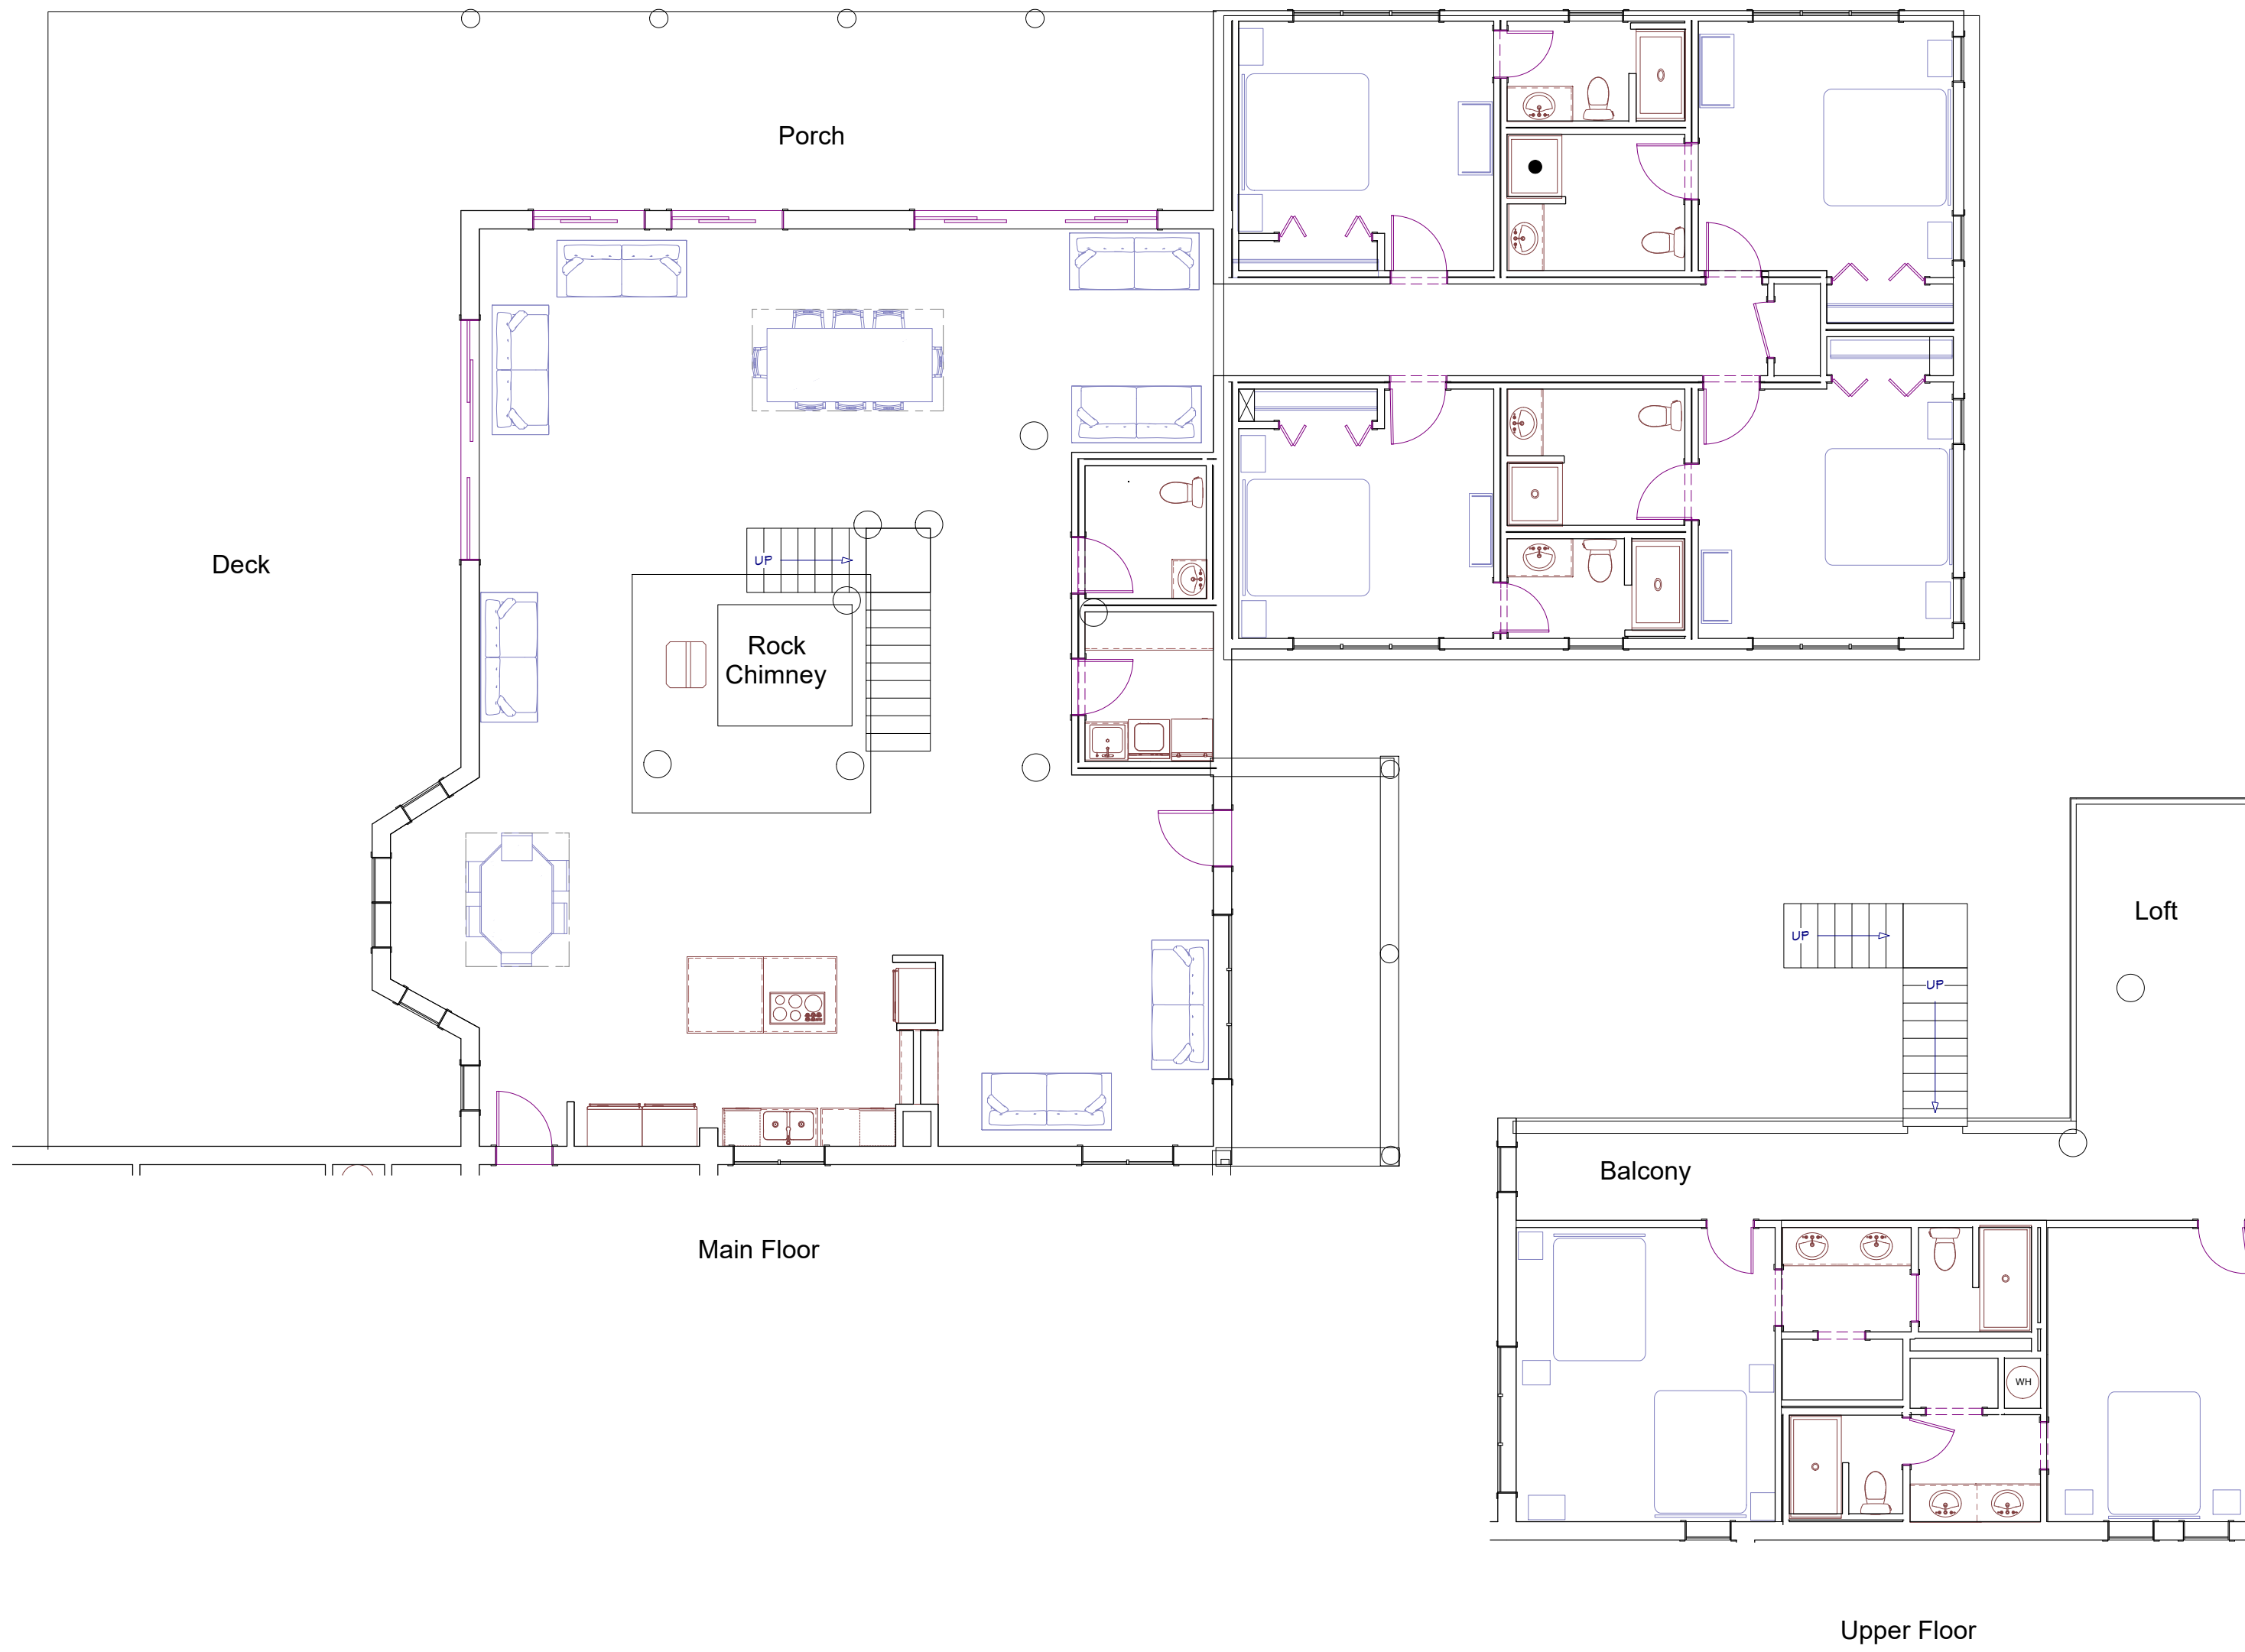 Porch
Deck
UP
Rock
Chimney
Loft
UP
UP
Balcony
Main Floor
WH
Upper Floor